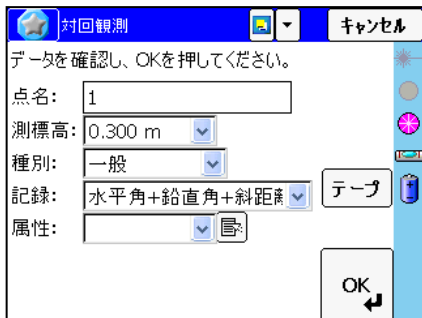 対回観測 キャンセル
データを確認し、OKを押してください。
点名: 1
測標高: 0.300 m
種別: 一般
記録: 水平角+鉛直角+斜距離 テープ
属性:
OK